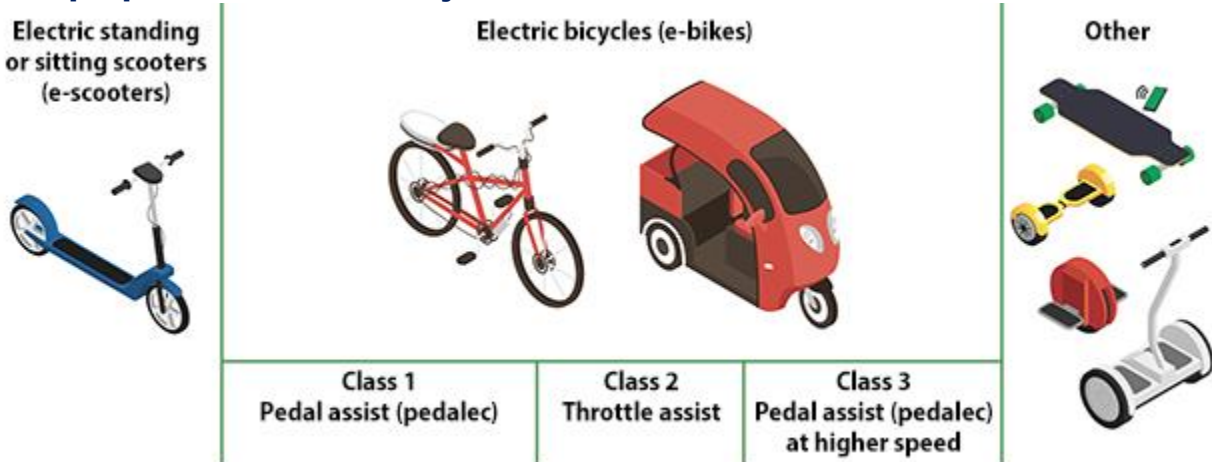 Electric standing
or sitting scooters
(e-scooters)
Electric bicycles (e-bikes)
Other
Class 1
Pedal assist (pedalec)
Class 2
Throttle assist
Class 3
Pedal assist (pedalec)
at higher speed